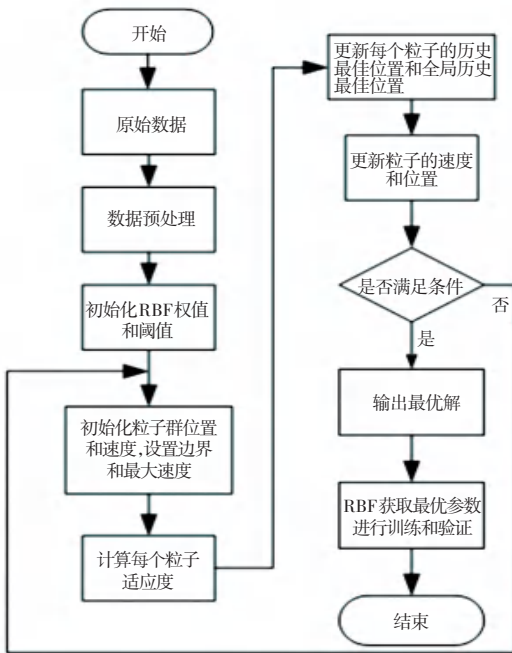 开始
原始数据
数据预处理
初始化RBF权值
和阈值
初始化粒子群位置
和速度,设置边界
和最大速度
计算每个粒子
适应度
更新每个粒子的历史
最佳位置和全局历史
最佳位置
更新粒子的速度
和位置
是否满足条件
否
是
输出最优解
RBF获取最优参数
进行训练和验证
结束